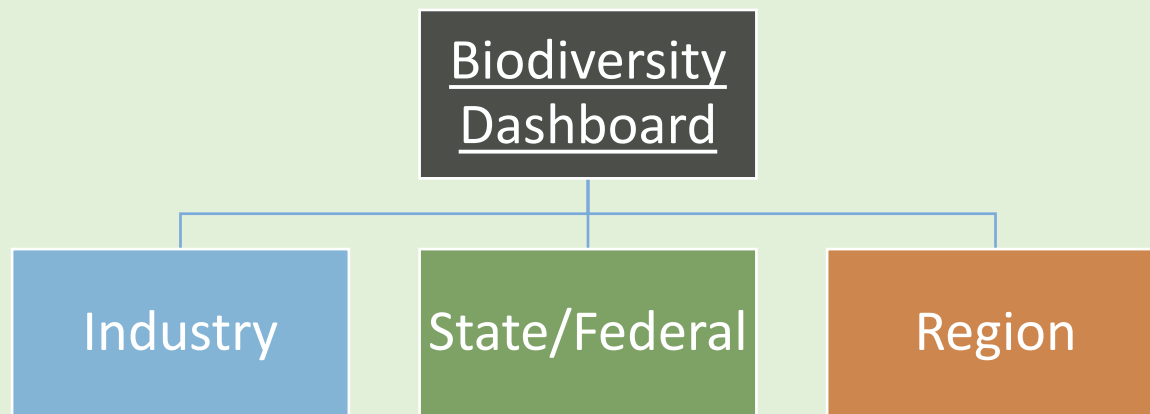 Biodiversity
Dashboard
Industry
State/Federal
Region